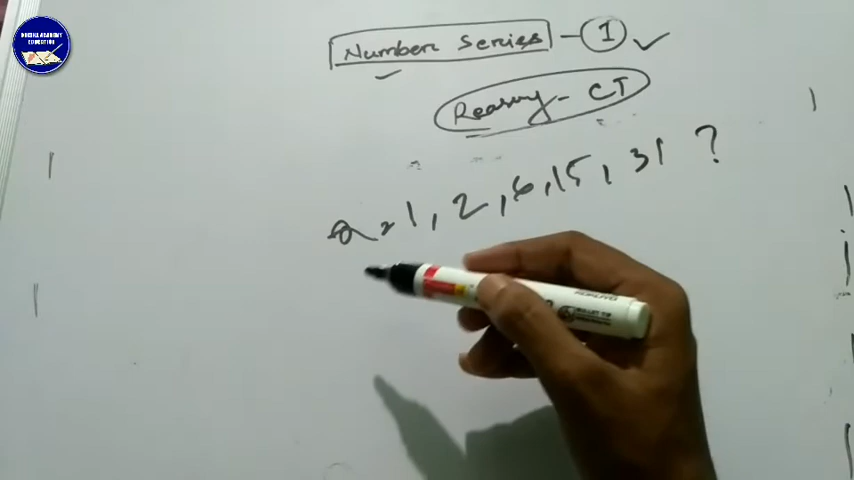 Number Series - 1
Reasoning - CT
1, 2, 6, 15, 31 ?